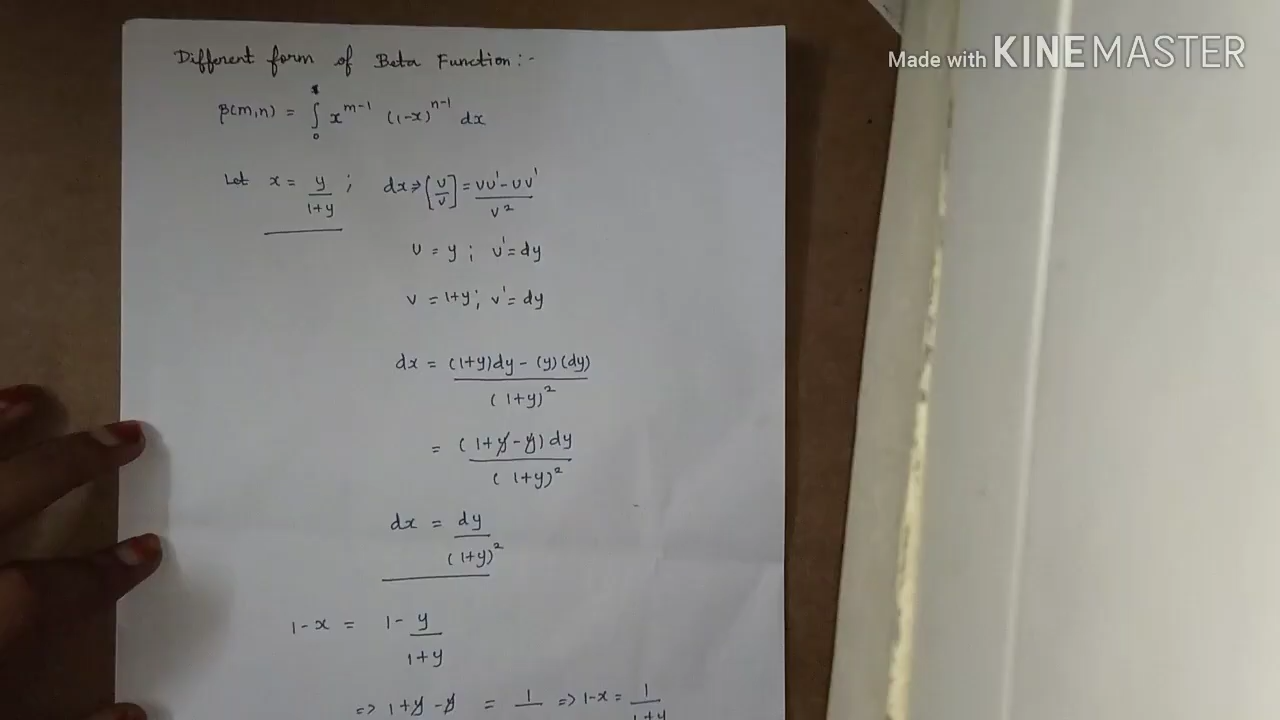 Made with KINEMASTER
Different form of Beta Function :-
β(m,n) = ∫₀ x^(m-1) (1-x)^(n-1) dx
Let x = y/(1+y) ; dx ⇒ [u/v] = (vu' - uv')/v²
u = y ; u' = dy
v = 1+y ; v' = dy
dx = ((1+y)dy - (y)(dy))/(1+y)²
= (1+y-y) dy/(1+y)²
dx = dy/(1+y)²
1-x = 1 - y/(1+y)
=> 1+y-y = 1 => 1-x = 1/(1+y)